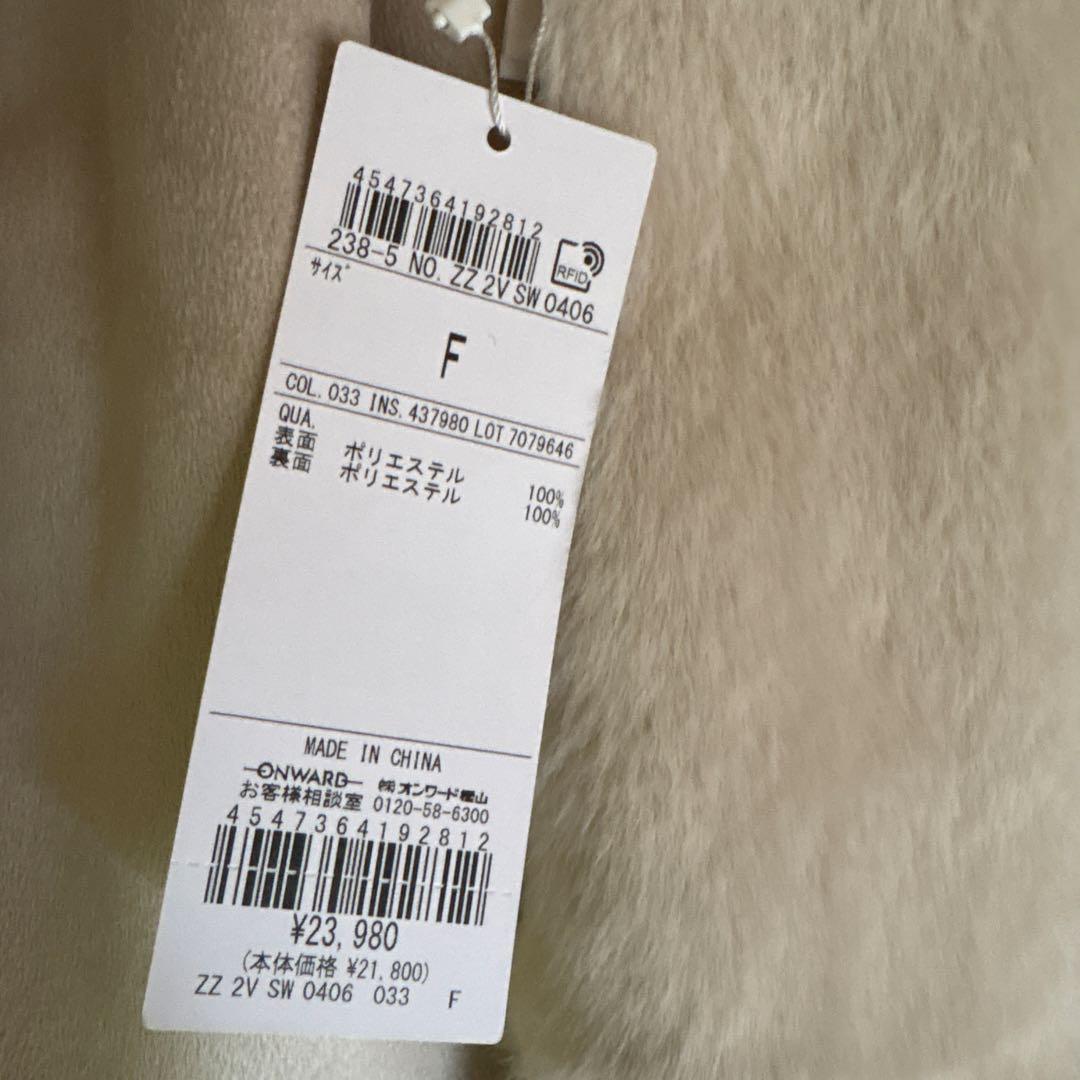 4547364192812
RFID
238-5 NO. ZZ 2V SW 0406
サイズ
F
COL. 033 INS. 437980 LOT 7079646
QUA.
表面 ポリエステル 100%
裏面 ポリエステル 100%
MADE IN CHINA
ONWARD ㈱オンワード樫山
お客様相談室 0120-58-6300
4547364192812
¥23,980
(本体価格 ¥21,800)
ZZ 2V SW 0406 033 F